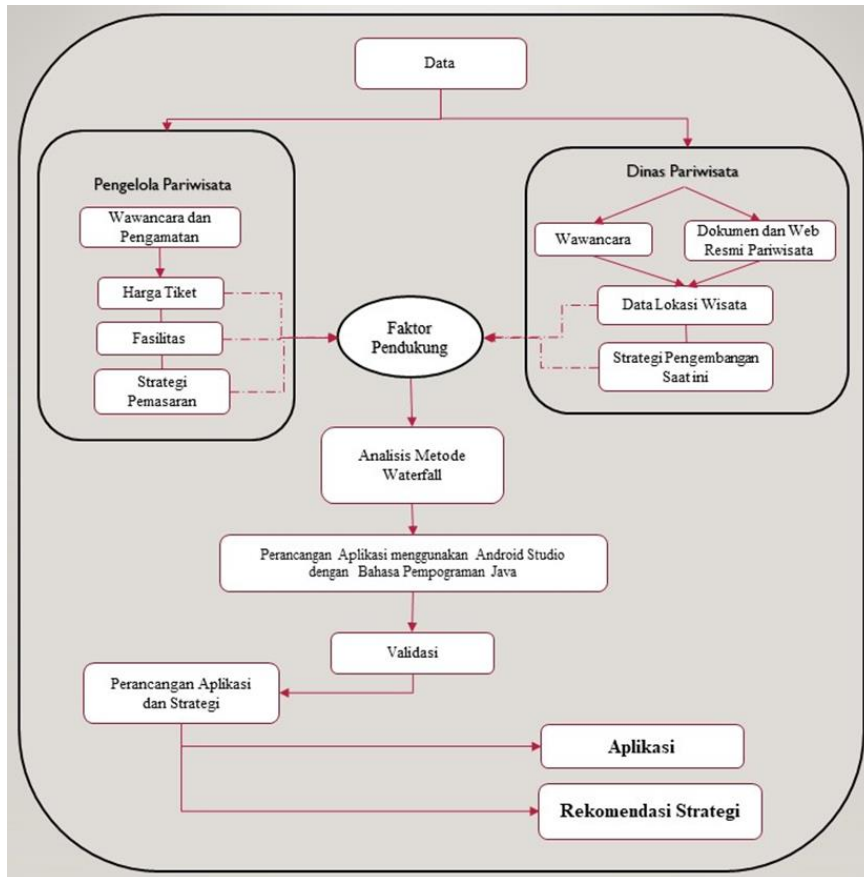 Data
Pengelola Pariwisata
Wawancara dan
Pengamatan
Harga Tiket
Fasilitas
Strategi
Pemasaran
Dinas Pariwisata
Wawancara
Dokumen dan Web
Resmi Pariwisata
Data Lokasi Wisata
Strategi Pengembangan
Saat ini
Faktor
Pendukung
Analisis Metode
Waterfall
Perancangan Aplikasi menggunakan Android Studio
dengan Bahasa Pempograman Java
Validasi
Perancangan Aplikasi
dan Strategi
Aplikasi
Rekomendasi Strategi